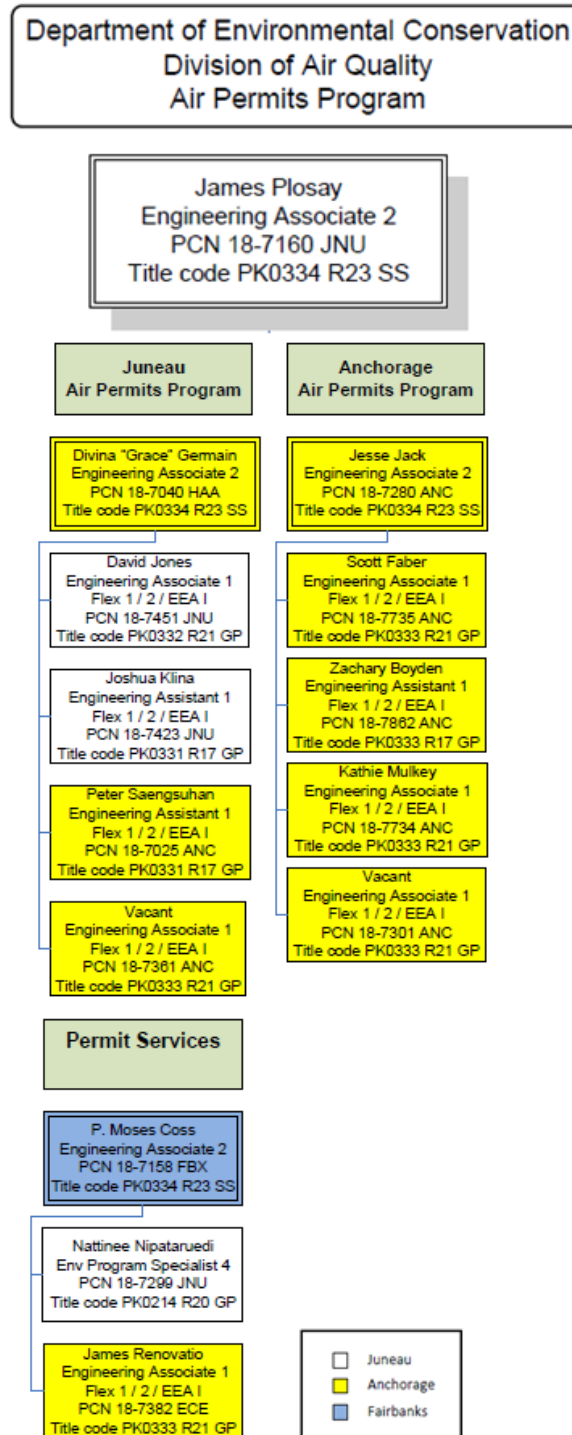 Department of Environmental Conservation
Division of Air Quality
Air Permits Program
James Plosay
Engineering Associate 2
PCN 18-7160 JNU
Title code PK0334 R23 SS
Juneau
Air Permits Program
Divina "Grace" Germain
Engineering Associate 2
PCN 18-7040 HAA
Title code PK0334 R23 SS
David Jones
Engineering Associate 1
Flex 1 / 2 / EEA I
PCN 18-7451 JNU
Title code PK0332 R21 GP
Joshua Klina
Engineering Assistant 1
Flex 1 / 2 / EEA I
PCN 18-7423 JNU
Title code PK0331 R17 GP
Peter Saengsuhan
Engineering Assistant 1
Flex 1 / 2 / EEA I
PCN 18-7025 ANC
Title code PK0331 R17 GP
Vacant
Engineering Associate 1
Flex 1 / 2 / EEA I
PCN 18-7361 ANC
Title code PK0333 R21 GP
Anchorage
Air Permits Program
Jesse Jack
Engineering Associate 2
PCN 18-7280 ANC
Title code PK0334 R23 SS
Scott Faber
Engineering Associate 1
Flex 1 / 2 / EEA I
PCN 18-7735 ANC
Title code PK0333 R21 GP
Zachary Boyden
Engineering Assistant 1
Flex 1 / 2 / EEA I
PCN 18-7862 ANC
Title code PK0333 R17 GP
Kathie Mulkey
Engineering Associate 1
Flex 1 / 2 / EEA I
PCN 18-7734 ANC
Title code PK0333 R21 GP
Vacant
Engineering Associate 1
Flex 1 / 2 / EEA I
PCN 18-7301 ANC
Title code PK0333 R21 GP
Permit Services
P. Moses Coss
Engineering Associate 2
PCN 18-7158 FBX
Title code PK0334 R23 SS
Nattinee Nipataruedi
Env Program Specialist 4
PCN 18-7299 JNU
Title code PK0214 R20 GP
James Renovatio
Engineering Associate 1
Flex 1 / 2 / EEA I
PCN 18-7382 ECE
Title code PK0333 R21 GP
Juneau
Anchorage
Fairbanks